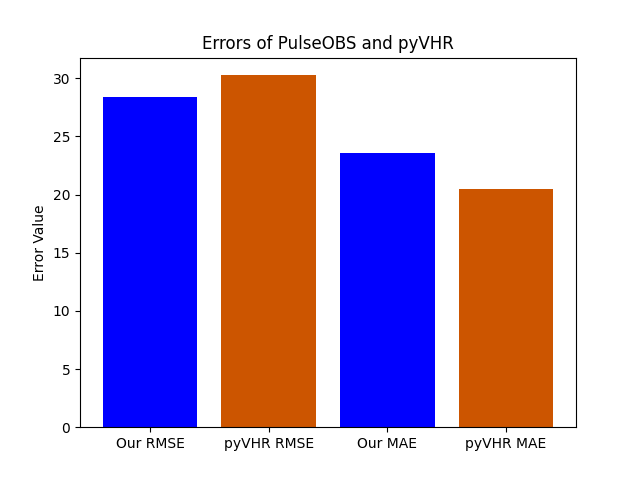 Errors of PulseOBS and pyVHR
Error Value
30
25
20
15
10
5
0
Our RMSE
pyVHR RMSE
Our MAE
pyVHR MAE